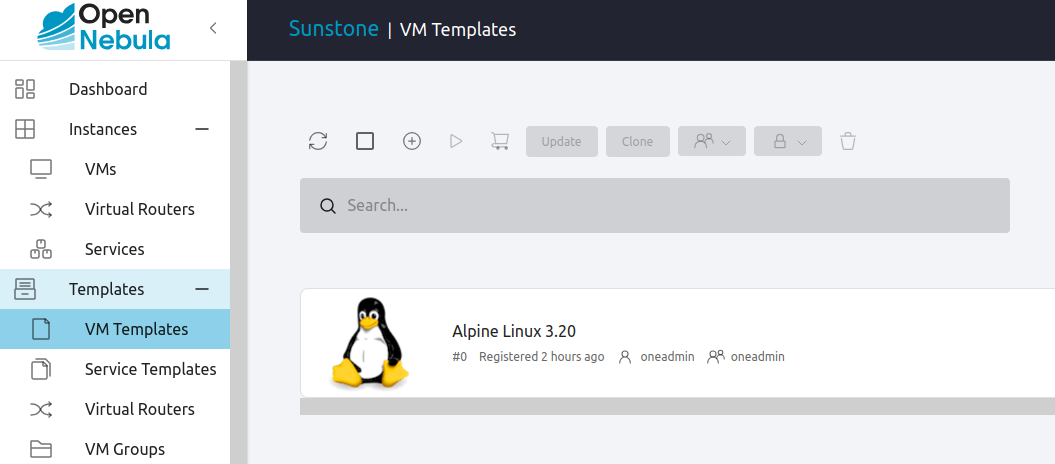 Open
Nebula
Sunstone | VM Templates
Dashboard
Instances
VMs
Virtual Routers
Services
Templates
VM Templates
Service Templates
Virtual Routers
VM Groups
Update
Clone
Search...
Alpine Linux 3.20
#0 Registered 2 hours ago oneadmin oneadmin